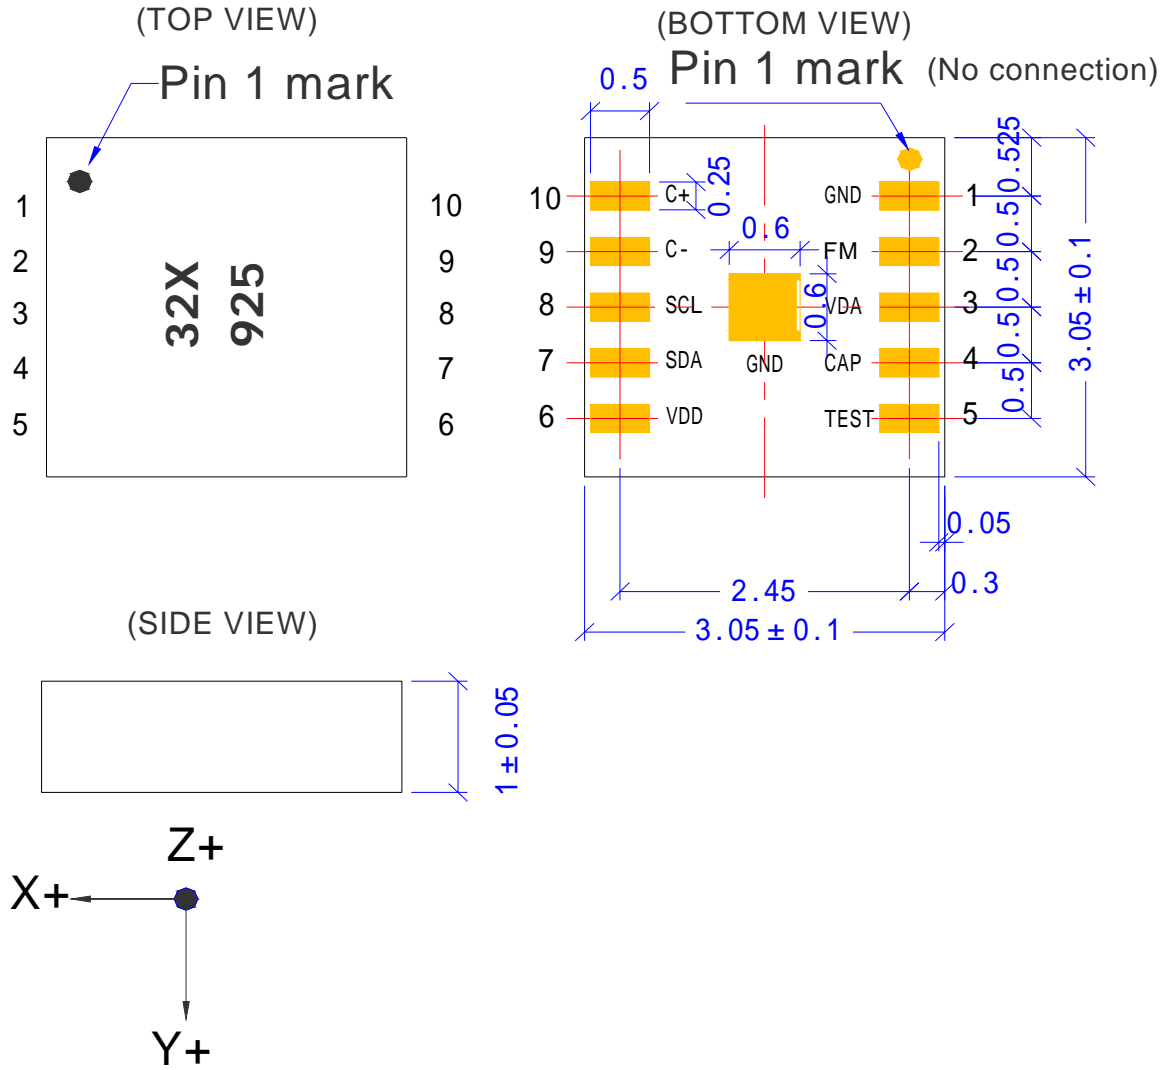 (TOP VIEW)
Pin 1 mark
1
2
3
4
5
32X
925
10
9
8
7
6
(BOTTOM VIEW)
Pin 1 mark (No connection)
0.5
0.25
0.6
0.6
10 C+ GND 1
9 C- FM 2
8 SCL VDA 3
7 SDA GND CAP 4
6 VDD TEST 5
0.525
0.5
0.5
0.5
0.5
3.05±0.1
0.05
2.45
0.3
3.05±0.1
(SIDE VIEW)
1±0.05
Z+
X+
Y+